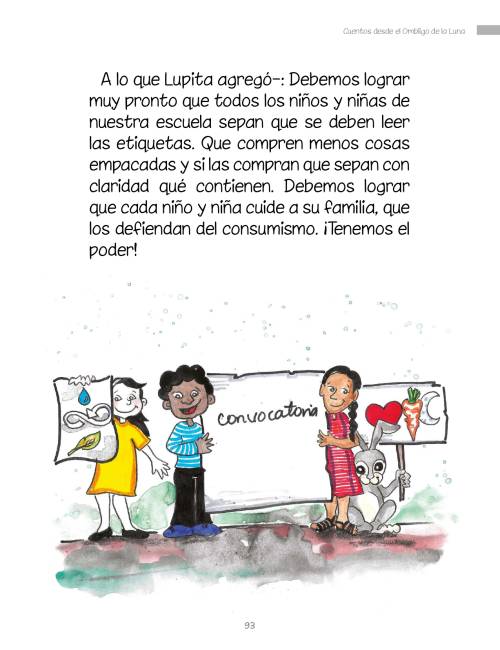 Cuentos desde el Ombligo de la Luna
A lo que Lupita agregó-: Debemos lograr
muy pronto que todos los niños y niñas de
nuestra escuela sepan que se deben leer
las etiquetas. Que compren menos cosas
empacadas y si las compran que sepan con
claridad qué contienen. Debemos lograr
que cada niño y niña cuide a su familia, que
los defiendan del consumismo. ¡Tenemos el
poder!
convocatoria
93